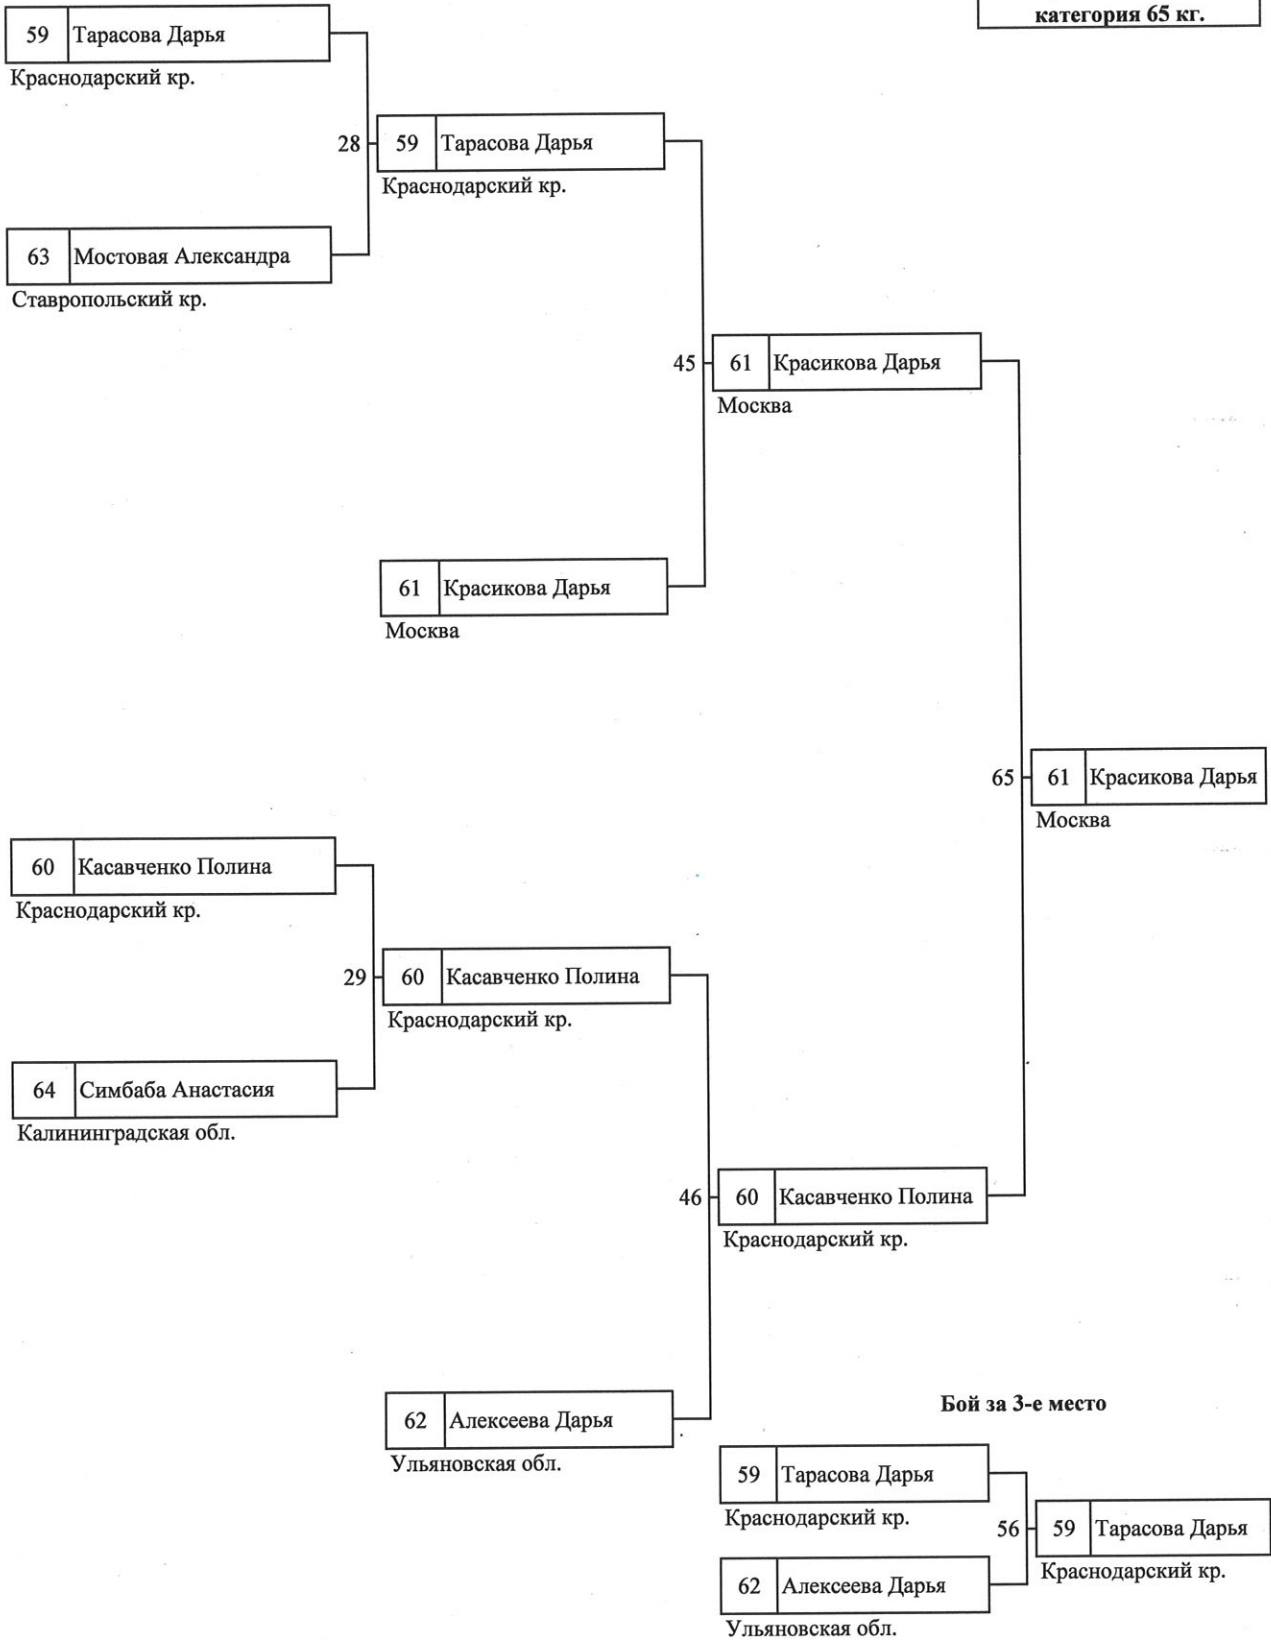 категория 65 кг.
59 Тарасова Дарья
Краснодарский кр.
28 59 Тарасова Дарья
Краснодарский кр.
63 Мостовая Александра
Ставропольский кр.
45 61 Красикова Дарья
Москва
61 Красикова Дарья
Москва
65 61 Красикова Дарья
Москва
60 Касавченко Полина
Краснодарский кр.
29 60 Касавченко Полина
Краснодарский кр.
64 Симбаба Анастасия
Калининградская обл.
46 60 Касавченко Полина
Краснодарский кр.
62 Алексеева Дарья
Ульяновская обл.
Бой за 3-е место
59 Тарасова Дарья
Краснодарский кр.
56 59 Тарасова Дарья
Краснодарский кр.
62 Алексеева Дарья
Ульяновская обл.